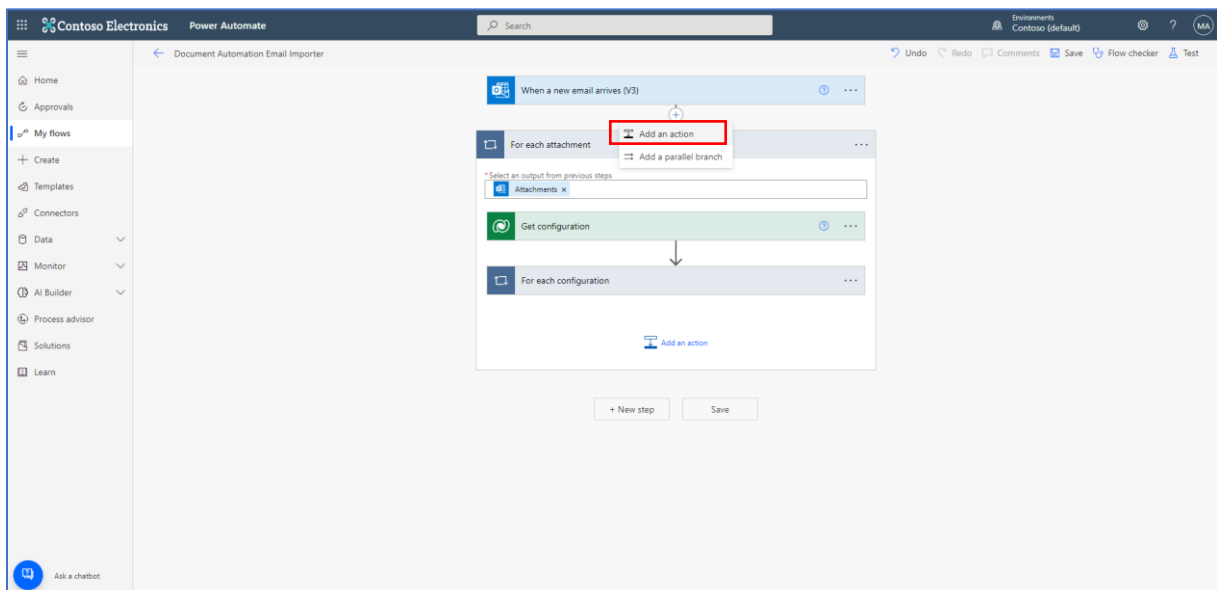 Contoso Electronics Power Automate
Search
Environments
Contoso (default)
?
MA
Document Automation Email Importer
Undo
Redo
Comments
Save
Flow checker
Test
Home
Approvals
My flows
Create
Templates
Connectors
Data
Monitor
AI Builder
Process advisor
Solutions
Learn
Ask a chatbot
When a new email arrives (V3)
Add an action
Add a parallel branch
For each attachment
*Select an output from previous steps
Attachments ×
Get configuration
For each configuration
Add an action
+ New step
Save